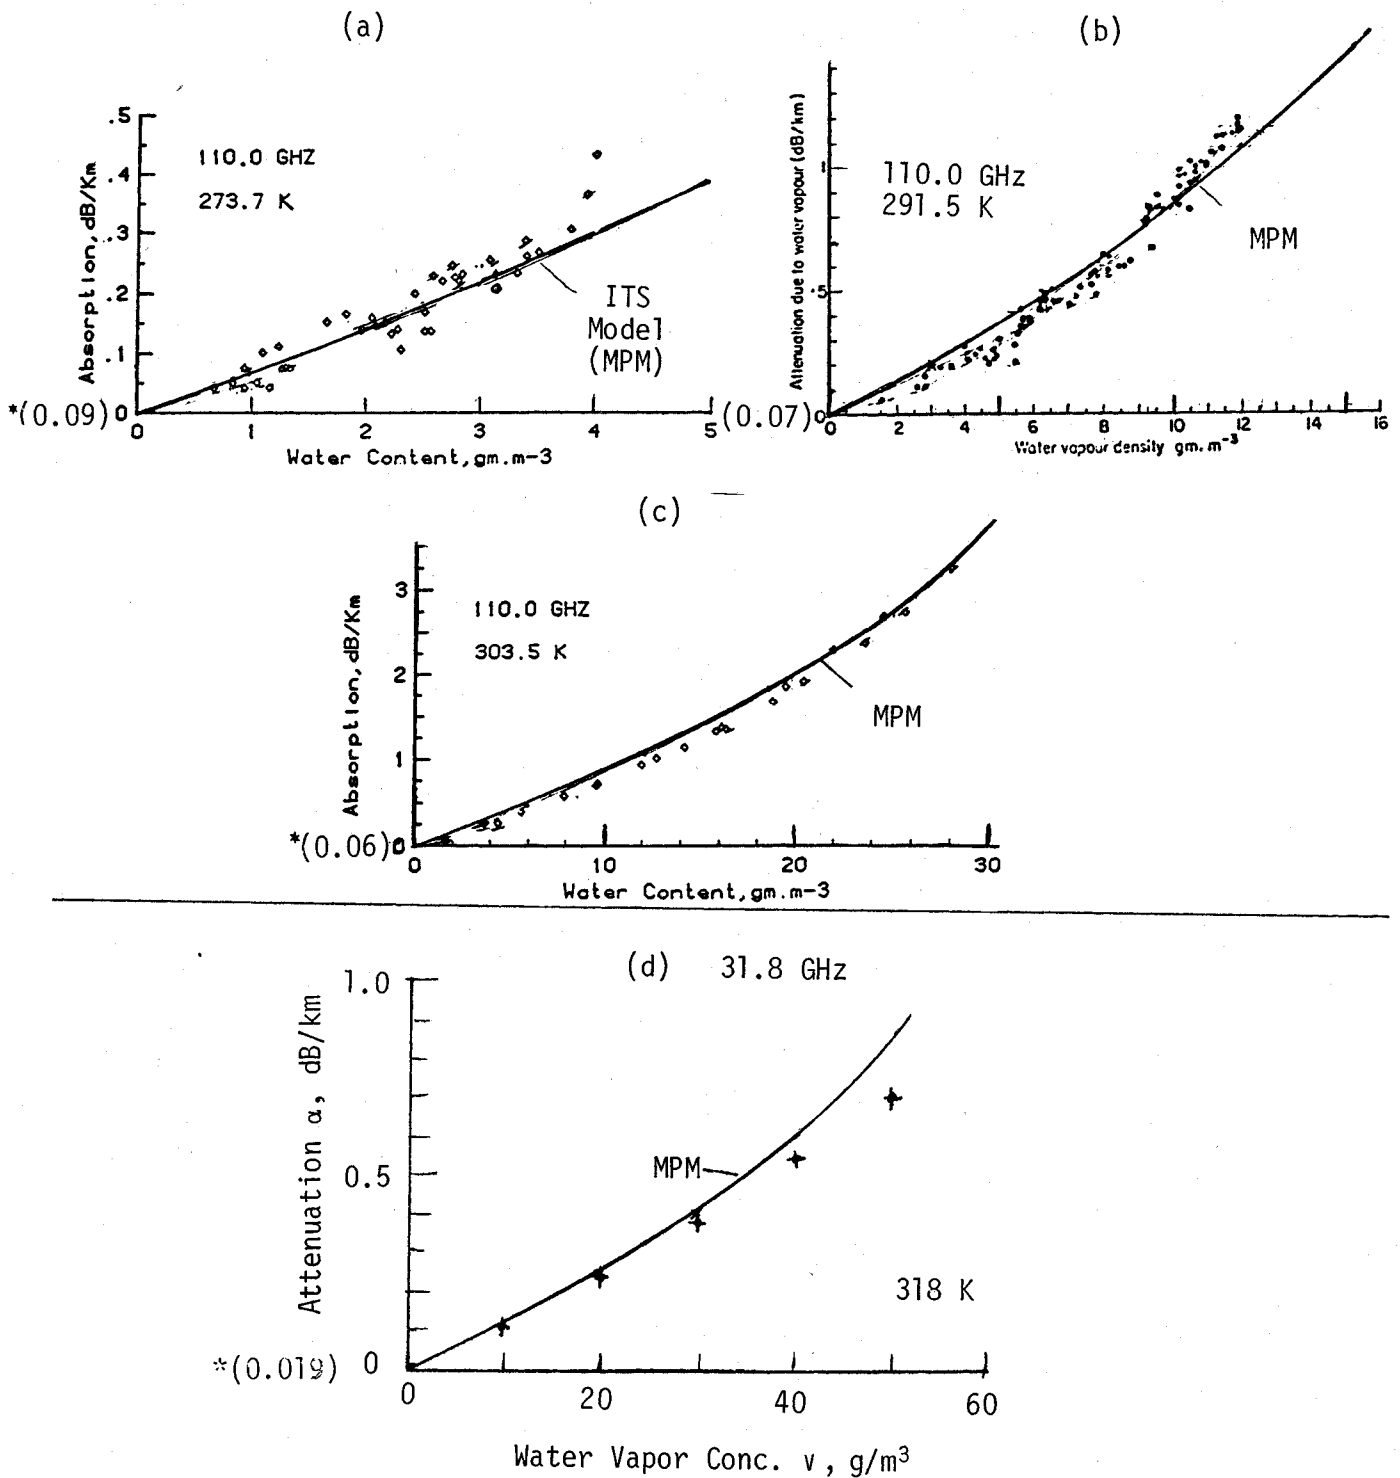 (a)
.5
.4
.3
.2
.1
*(0.09) 0
Absorption, dB/Km
110.0 GHZ
273.7 K
ITS
Model
(MPM)
0 1 2 3 4 5
Water Content, gm.m-3
(b)
Attenuation due to water vapour (dB/km)
1
.5
(0.07) 0
110.0 GHz
291.5 K
MPM
0 2 4 6 8 10 12 14 16
Water vapour density gm.m-3
(c)
Absorption, dB/Km
3
2
1
*(0.06) 0
110.0 GHZ
303.5 K
MPM
0 10 20 30
Water Content, gm.m-3
(d) 31.8 GHz
Attenuation α, dB/km
1.0
0.5
*(0.019) 0
MPM
318 K
0 20 40 60
Water Vapor Conc. v, g/m³